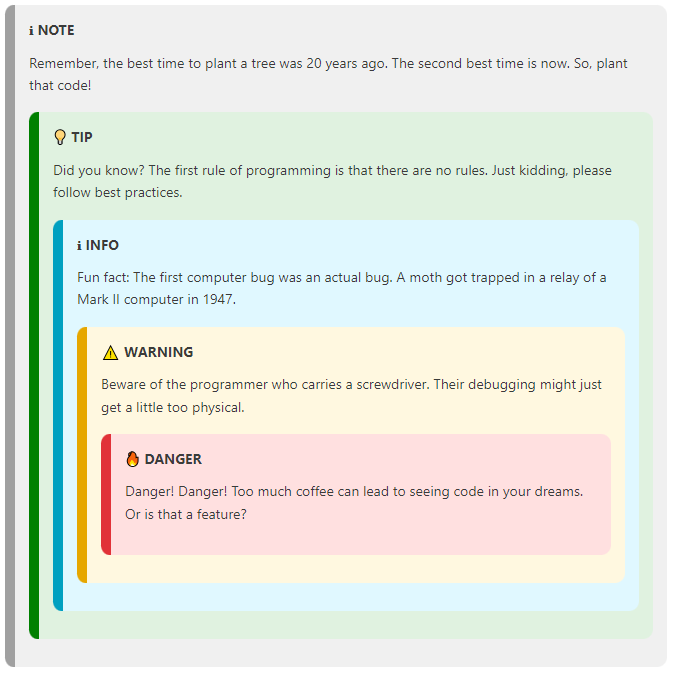 ℹ NOTE
Remember, the best time to plant a tree was 20 years ago. The second best time is now. So, plant
that code!
💡 TIP
Did you know? The first rule of programming is that there are no rules. Just kidding, please
follow best practices.
ℹ INFO
Fun fact: The first computer bug was an actual bug. A moth got trapped in a relay of a
Mark II computer in 1947.
⚠ WARNING
Beware of the programmer who carries a screwdriver. Their debugging might just
get a little too physical.
🔥 DANGER
Danger! Danger! Too much coffee can lead to seeing code in your dreams.
Or is that a feature?